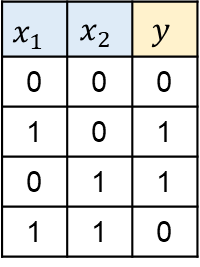 x₁ x₂ y
0 0 0
1 0 1
0 1 1
1 1 0